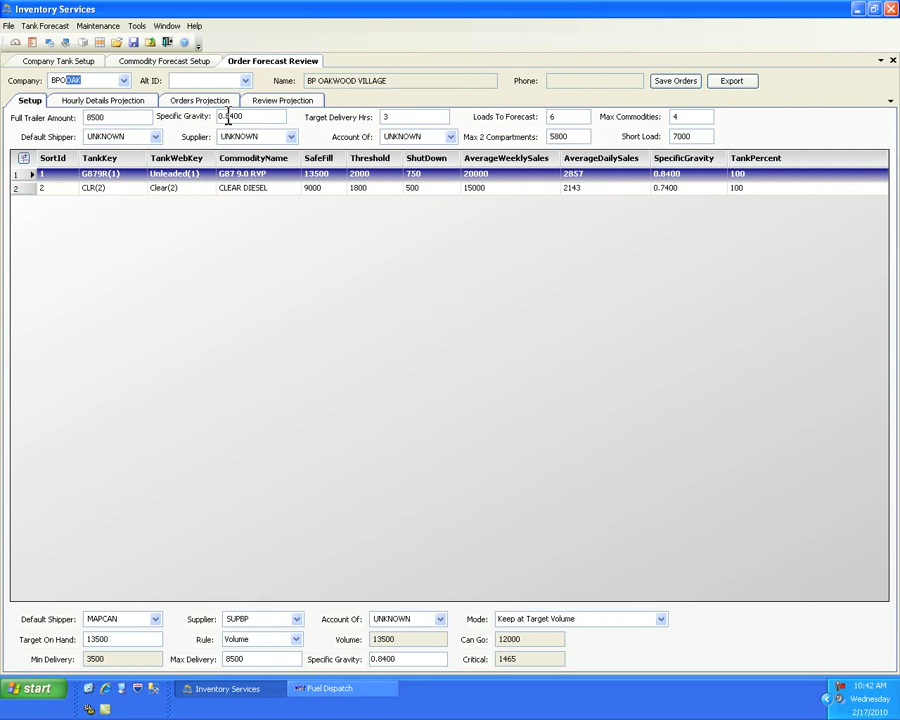 Inventory Services
File Tank Forecast Maintenance Tools Window Help
Company Tank Setup Commodity Forecast Setup Order Forecast Review
Company: BPOOAK Alt ID: Name: BP OAKWOOD VILLAGE Phone: Save Orders Export
Setup Hourly Details Projection Orders Projection Review Projection
Full Trailer Amount: 8500 Specific Gravity: 0.8400 Target Delivery Hrs: 3 Loads To Forecast: 6 Max Commodities: 4
Default Shipper: UNKNOWN Supplier: UNKNOWN Account Of: UNKNOWN Max 2 Compartments: 5800 Short Load: 7000
SortId TankKey TankWebKey CommodityName SafeFill Threshold ShutDown AverageWeeklySales AverageDailySales SpecificGravity TankPercent
1 1 G879R(1) Unleaded(1) G87 9.0 RVP 13500 2000 750 20000 2857 0.8400 100
2 2 CLR(2) Clear(2) CLEAR DIESEL 9000 1800 500 15000 2143 0.7400 100
Default Shipper: MAPCAN Supplier: SUPBP Account Of: UNKNOWN Mode: Keep at Target Volume
Target On Hand: 13500 Rule: Volume Volume: 13500 Can Go: 12000
Min Delivery: 3500 Max Delivery: 8500 Specific Gravity: 0.8400 Critical: 1465
start Inventory Services Fuel Dispatch 10:42 AM
Wednesday
2/17/2010